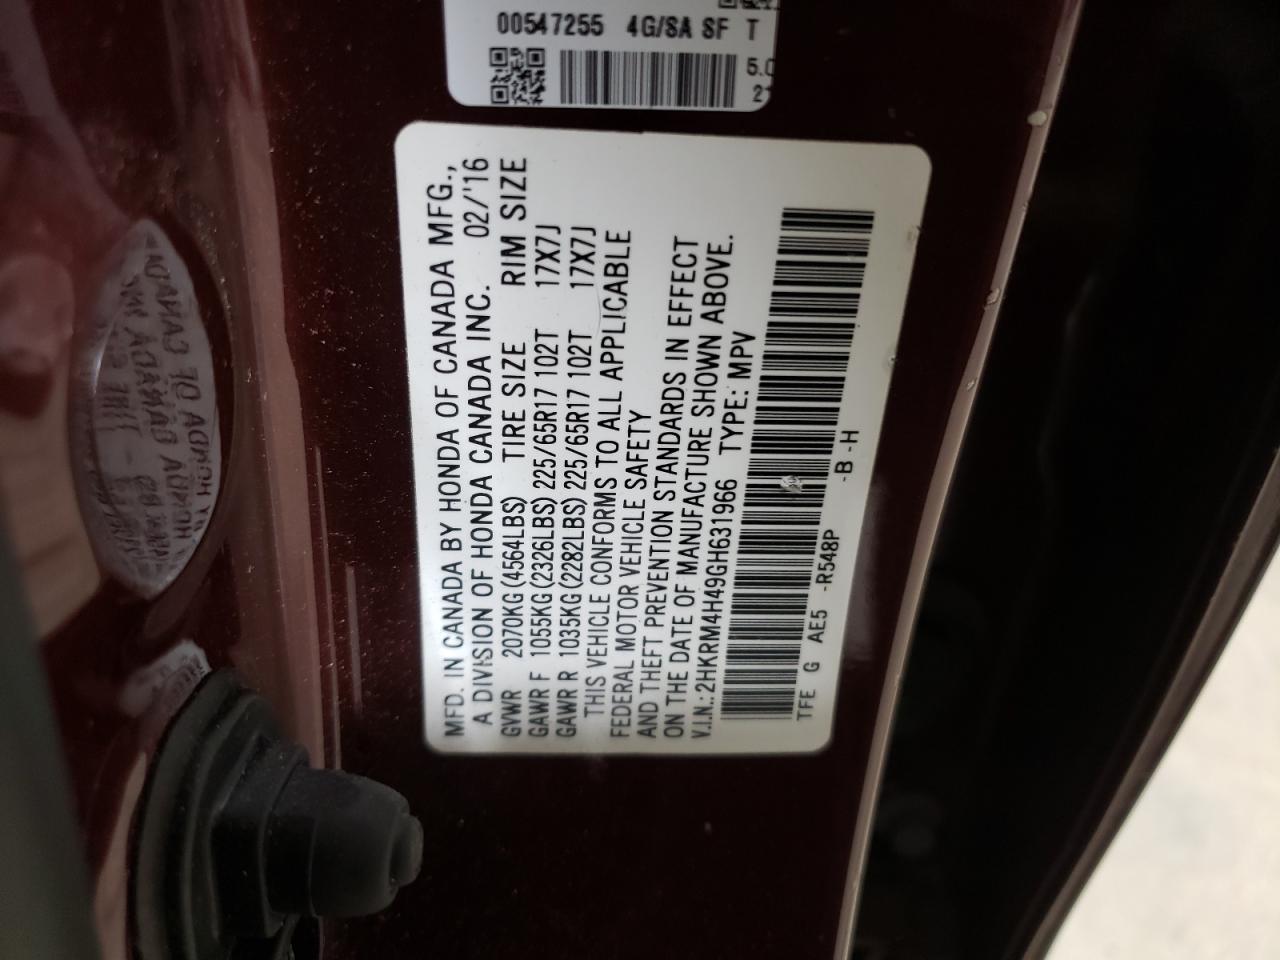 00547255 4G/SA SF T
5.0
MFD. IN CANADA BY HONDA OF CANADA MFG.,
A DIVISION OF HONDA CANADA INC. 02/'16
GVWR 2070KG(4564LBS) TIRE SIZE RIM SIZE
GAWR F 1055KG(2326LBS) 225/65R17 102T 17X7J
GAWR R 1035KG(2282LBS) 225/65R17 102T 17X7J
THIS VEHICLE CONFORMS TO ALL APPLICABLE
FEDERAL MOTOR VEHICLE SAFETY
AND THEFT PREVENTION STANDARDS IN EFFECT
ON THE DATE OF MANUFACTURE SHOWN ABOVE.
V.I.N.:2HKRM4H49GH631966 TYPE: MPV
TFE G AE5 -R548P -B -H